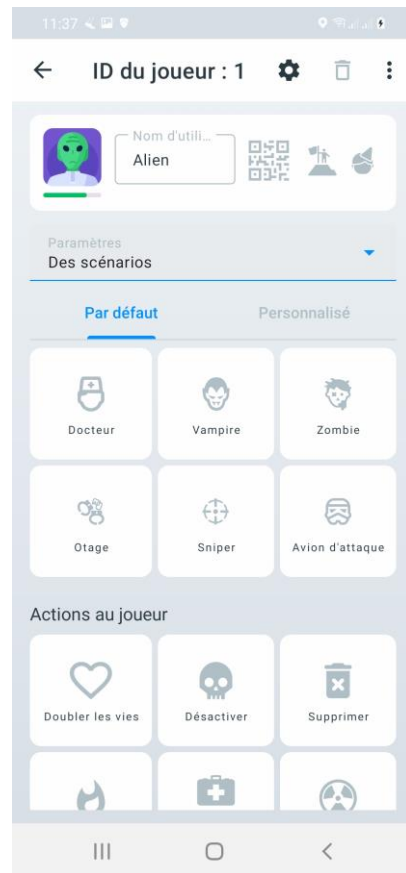 11:37
ID du joueur : 1
Nom d'utili...
Alien
Paramètres
Des scénarios
Par défaut
Personnalisé
Docteur
Vampire
Zombie
Otage
Sniper
Avion d'attaque
Actions au joueur
Doubler les vies
Désactiver
Supprimer